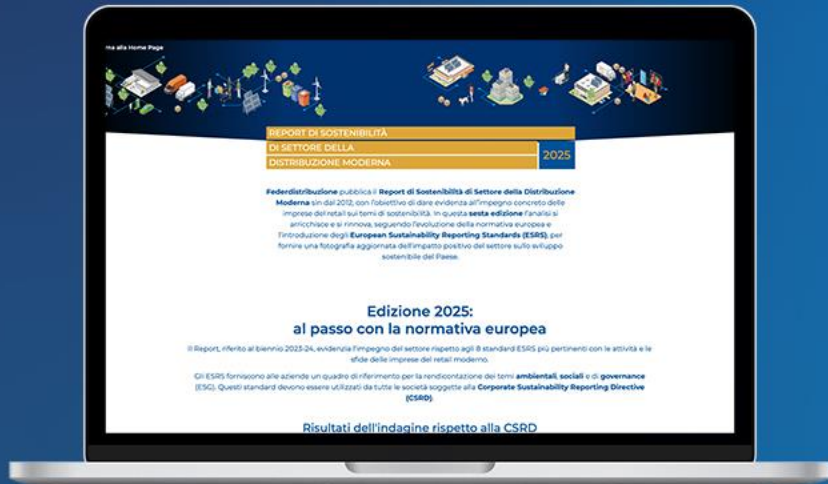 rna alla Home Page
REPORT DI SOSTENIBILITÀ
DI SETTORE DELLA
DISTRIBUZIONE MODERNA
2025
Federdistribuzione pubblica il Report di Sostenibilità di Settore della Distribuzione
Moderna sin dal 2012, con l'obiettivo di dare evidenza all'impegno concreto delle
imprese del retail sui temi di sostenibilità. In questa sesta edizione l'analisi si
arricchisce e si rinnova, seguendo l'evoluzione della normativa europea e
l'introduzione degli European Sustainability Reporting Standards (ESRS), per
fornire una fotografia aggiornata dell'impatto positivo del settore sullo sviluppo
sostenibile del Paese.
Edizione 2025:
al passo con la normativa europea
Il Report, riferito al biennio 2023-24, evidenzia l'impegno del settore rispetto agli 8 standard ESRS più pertinenti con le attività e le
sfide delle imprese del retail moderno.
Gli ESRS forniscono alle aziende un quadro di riferimento per la rendicontazione dei temi ambientali, sociali e di governance
(ESG). Questi standard devono essere utilizzati da tutte le società soggette alla Corporate Sustainability Reporting Directive
(CSRD).
Risultati dell'indagine rispetto alla CSRD